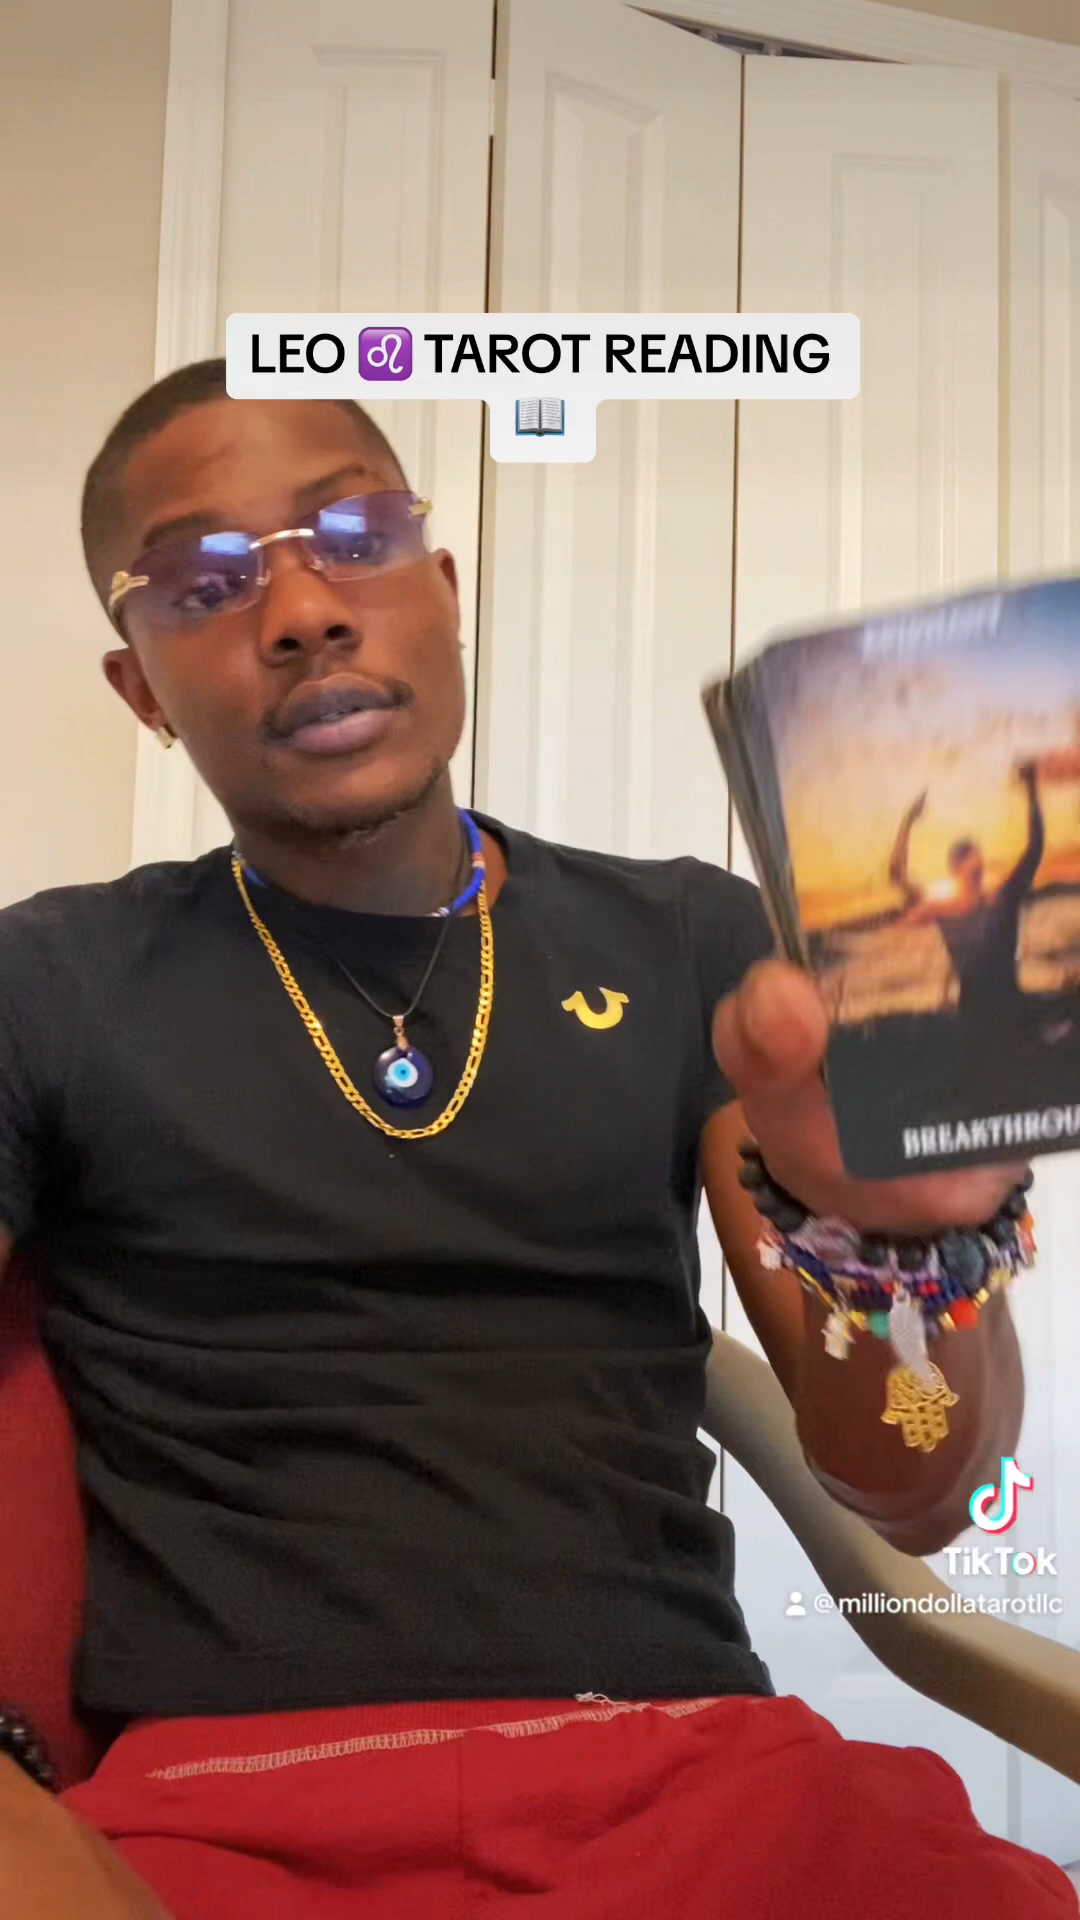 LEO ♌ TAROT READING
📖
BREAKTHROU
TikTok
@milliondollatarotllc